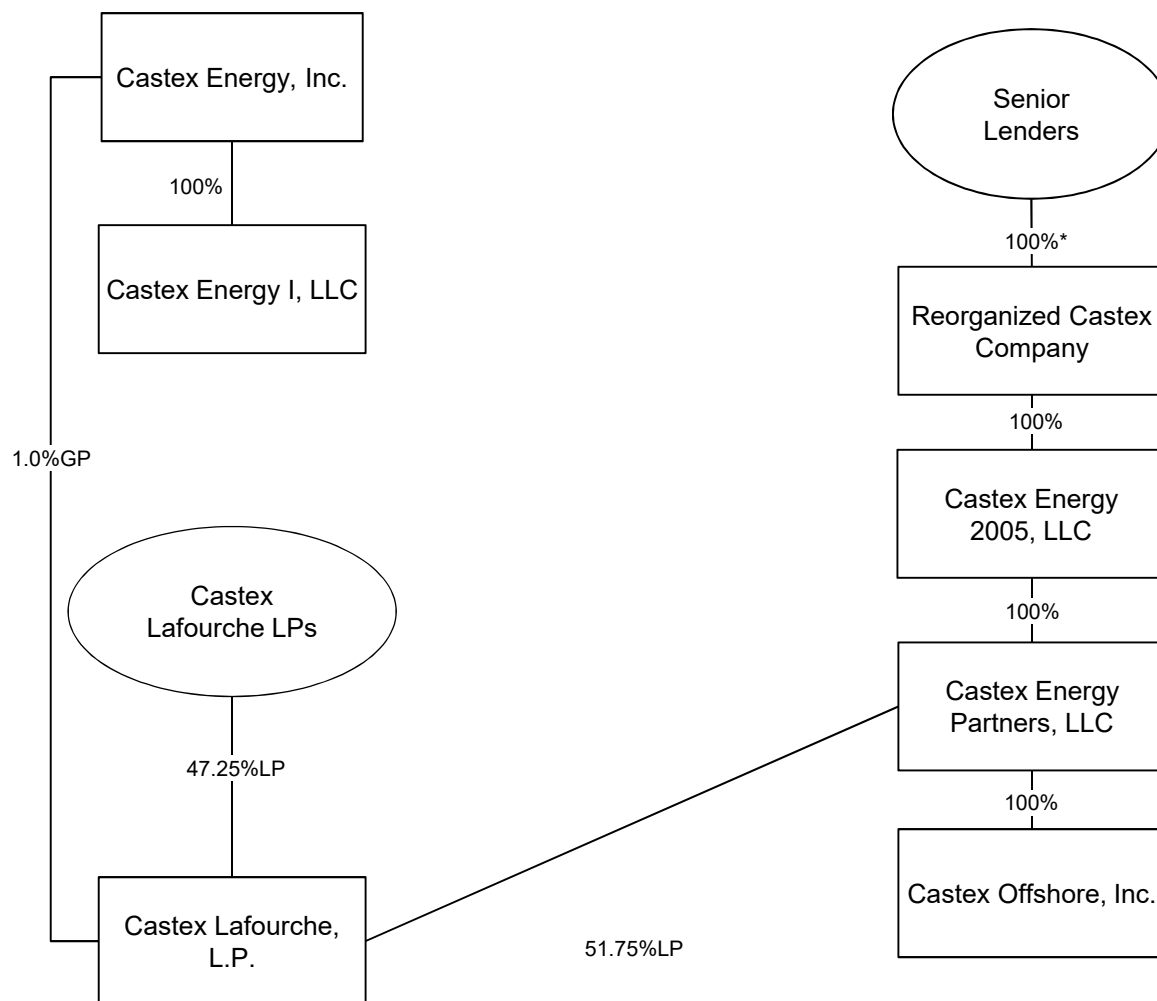 Castex Energy, Inc.
100%
Castex Energy I, LLC
1.0%GP
Castex
Lafourche LPs
47.25%LP
Castex Lafourche,
L.P.
51.75%LP
Senior
Lenders
100%*
Reorganized Castex
Company
100%
Castex Energy
2005, LLC
100%
Castex Energy
Partners, LLC
100%
Castex Offshore, Inc.